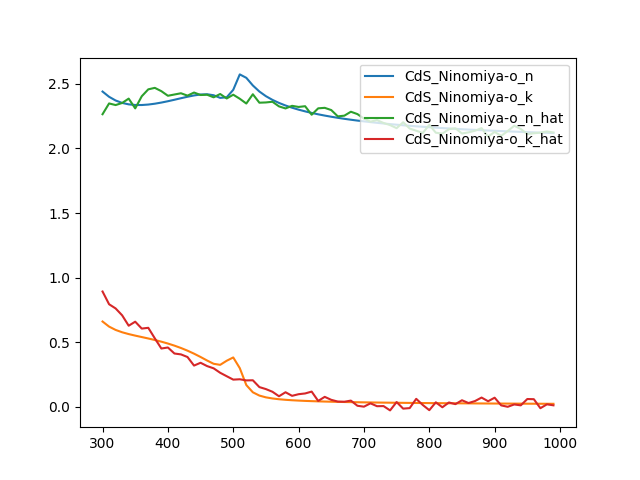 CdS_Ninomiya-o_n
CdS_Ninomiya-o_k
CdS_Ninomiya-o_n_hat
CdS_Ninomiya-o_k_hat
2.5
2.0
1.5
1.0
0.5
0.0
300 400 500 600 700 800 900 1000